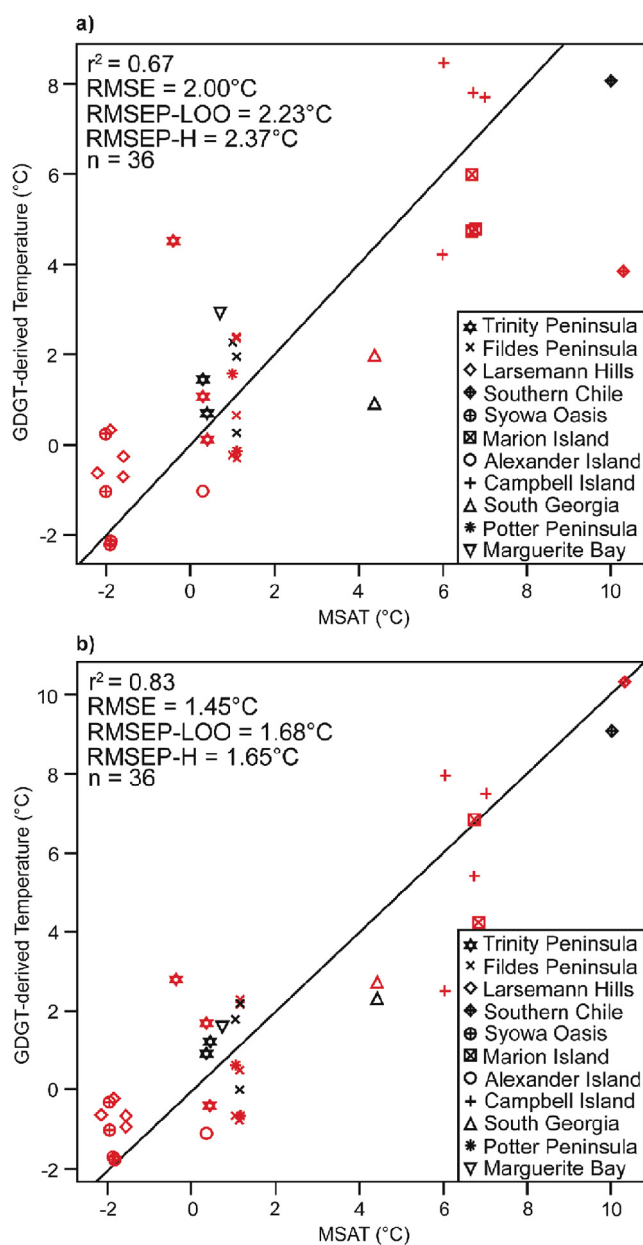 a)
r² = 0.67
RMSE = 2.00°C
RMSEP-LOO = 2.23°C
RMSEP-H = 2.37°C
n = 36
8
6
4
2
0
-2
GDGT-derived Temperature (°C)
Trinity Peninsula
Fildes Peninsula
Larsemann Hills
Southern Chile
Syowa Oasis
Marion Island
Alexander Island
Campbell Island
South Georgia
Potter Peninsula
Marguerite Bay
-2 0 2 4 6 8 10
MSAT (°C)
b)
r² = 0.83
RMSE = 1.45°C
RMSEP-LOO = 1.68°C
RMSEP-H = 1.65°C
n = 36
10
8
6
4
2
0
-2
GDGT-derived Temperature (°C)
Trinity Peninsula
Fildes Peninsula
Larsemann Hills
Southern Chile
Syowa Oasis
Marion Island
Alexander Island
Campbell Island
South Georgia
Potter Peninsula
Marguerite Bay
-2 0 2 4 6 8 10
MSAT (°C)